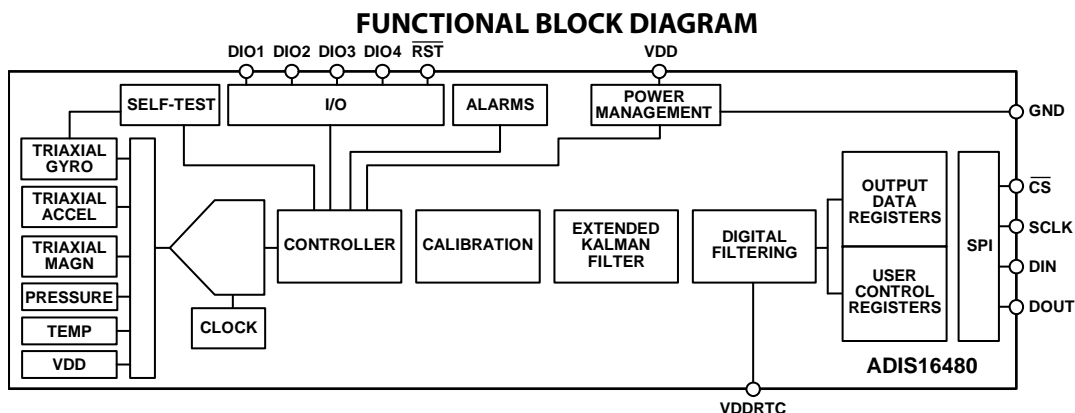 FUNCTIONAL BLOCK DIAGRAM
DIO1 DIO2 DIO3 DIO4 RST VDD
SELF-TEST
I/O
ALARMS
POWER
MANAGEMENT
GND
TRIAXIAL
GYRO
TRIAXIAL
ACCEL
TRIAXIAL
MAGN
PRESSURE
TEMP
VDD
CLOCK
CONTROLLER
CALIBRATION
EXTENDED
KALMAN
FILTER
DIGITAL
FILTERING
OUTPUT
DATA
REGISTERS
USER
CONTROL
REGISTERS
SPI
CS
SCLK
DIN
DOUT
ADIS16480
VDDRTC